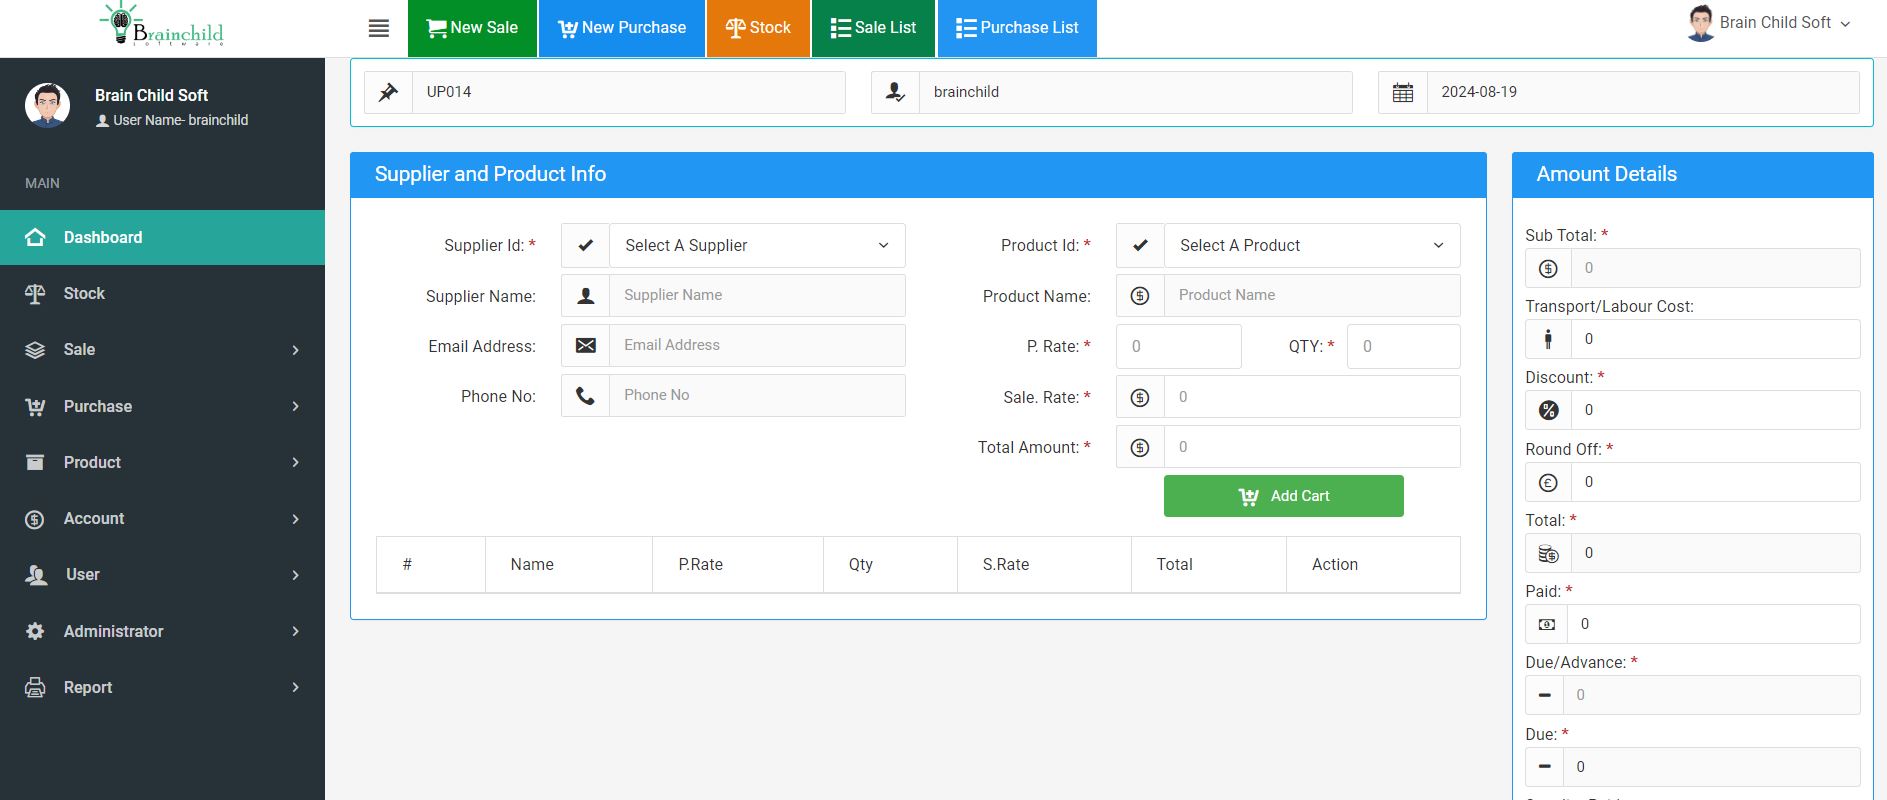 Brainchild
Software
New Sale
New Purchase
Stock
Sale List
Purchase List
Brain Child Soft
Brain Child Soft
User Name- brainchild
MAIN
Dashboard
Stock
Sale
Purchase
Product
Account
User
Administrator
Report
UP014
brainchild
2024-08-19
Supplier and Product Info
Supplier Id: *
Select A Supplier
Supplier Name:
Supplier Name
Email Address:
Email Address
Phone No:
Phone No
Product Id: *
Select A Product
Product Name:
Product Name
P. Rate: *
0
QTY: *
0
Sale. Rate: *
0
Total Amount: *
0
Add Cart
# Name P.Rate Qty S.Rate Total Action
Amount Details
Sub Total: *
0
Transport/Labour Cost:
0
Discount: *
0
Round Off: *
0
Total: *
0
Paid: *
0
Due/Advance: *
0
Due: *
0